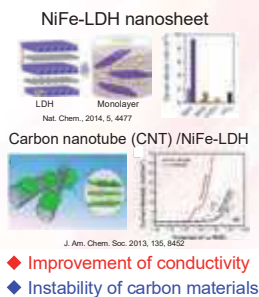 NiFe-LDH nanosheet
LDH
Monolayer
Nat. Chem., 2014, 5, 4477
Carbon nanotube (CNT) /NiFe-LDH
J. Am. Chem. Soc. 2013, 135, 8452
◆ Improvement of conductivity
◆ Instability of carbon materials